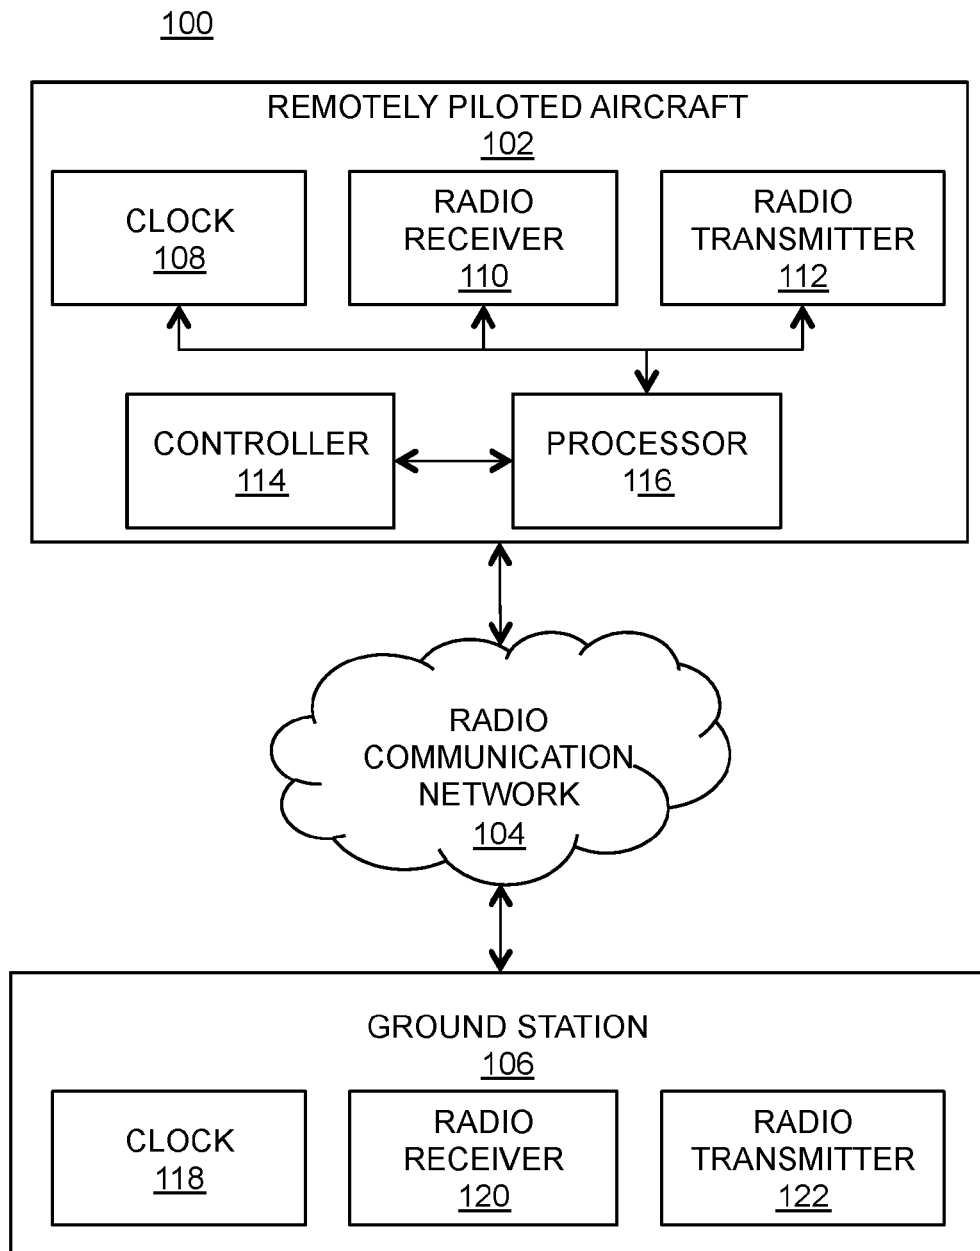 100
REMOTELY PILOTED AIRCRAFT
102
CLOCK
108
RADIO
RECEIVER
110
RADIO
TRANSMITTER
112
CONTROLLER
114
PROCESSOR
116
RADIO
COMMUNICATION
NETWORK
104
GROUND STATION
106
CLOCK
118
RADIO
RECEIVER
120
RADIO
TRANSMITTER
122